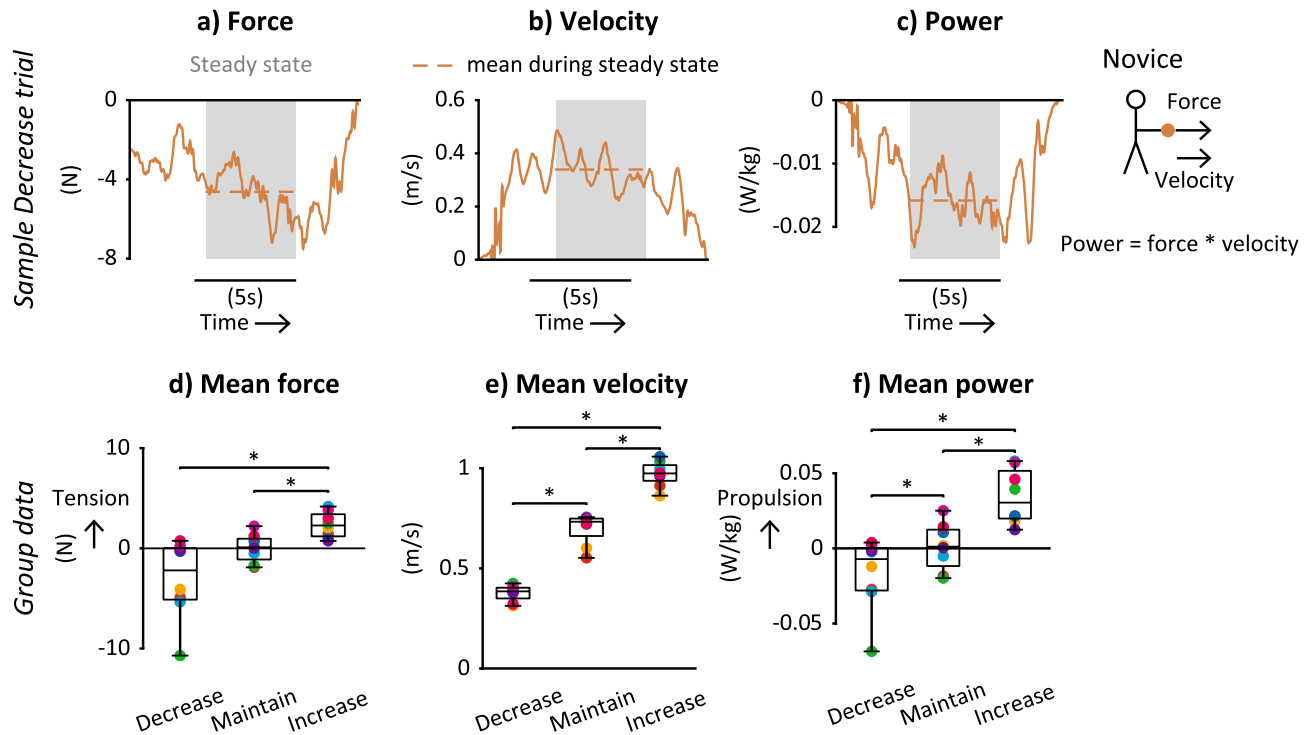 a) Force
b) Velocity
c) Power
Sample Decrease trial
Steady state
mean during steady state
Novice
Force
Velocity
Power = force * velocity
0
-4
-8
(N)
(5s)
Time
0.6
0.4
0.2
0
(m/s)
(5s)
Time
0
-0.01
-0.02
(W/kg)
(5s)
Time
d) Mean force
e) Mean velocity
f) Mean power
Group data
10
0
-10
Tension
(N)
*
*
Decrease
Maintain
Increase
1
0.5
0
(m/s)
*
*
*
Decrease
Maintain
Increase
0.05
0
-0.05
Propulsion
(W/kg)
*
*
*
Decrease
Maintain
Increase